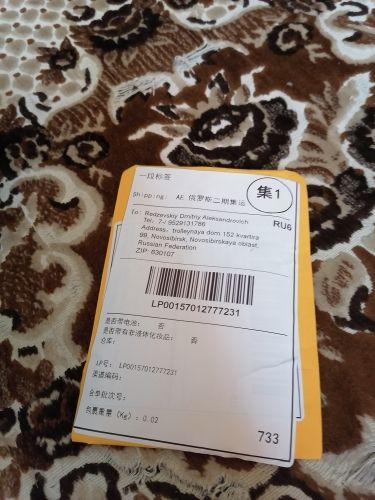 一段标签
Shipping: AE 俄罗斯二期集运
集1
To: Redzevskiy Dmitriy Aleksandrovich
RU6
Tel: 7-/ 9529131786
Address: trolleynaya dom 152 kvartira
99, Novosibirsk, Novosibirskaya oblast,
Russian Federation
ZIP: 630107
LP00157012777231
是否带电池: 否
是否带有非液体化妆品: 否
仓库:
LP号: LP00157012777231
渠道编码:
合单批次号:
包裹重量 (Kg) : 0.02
733